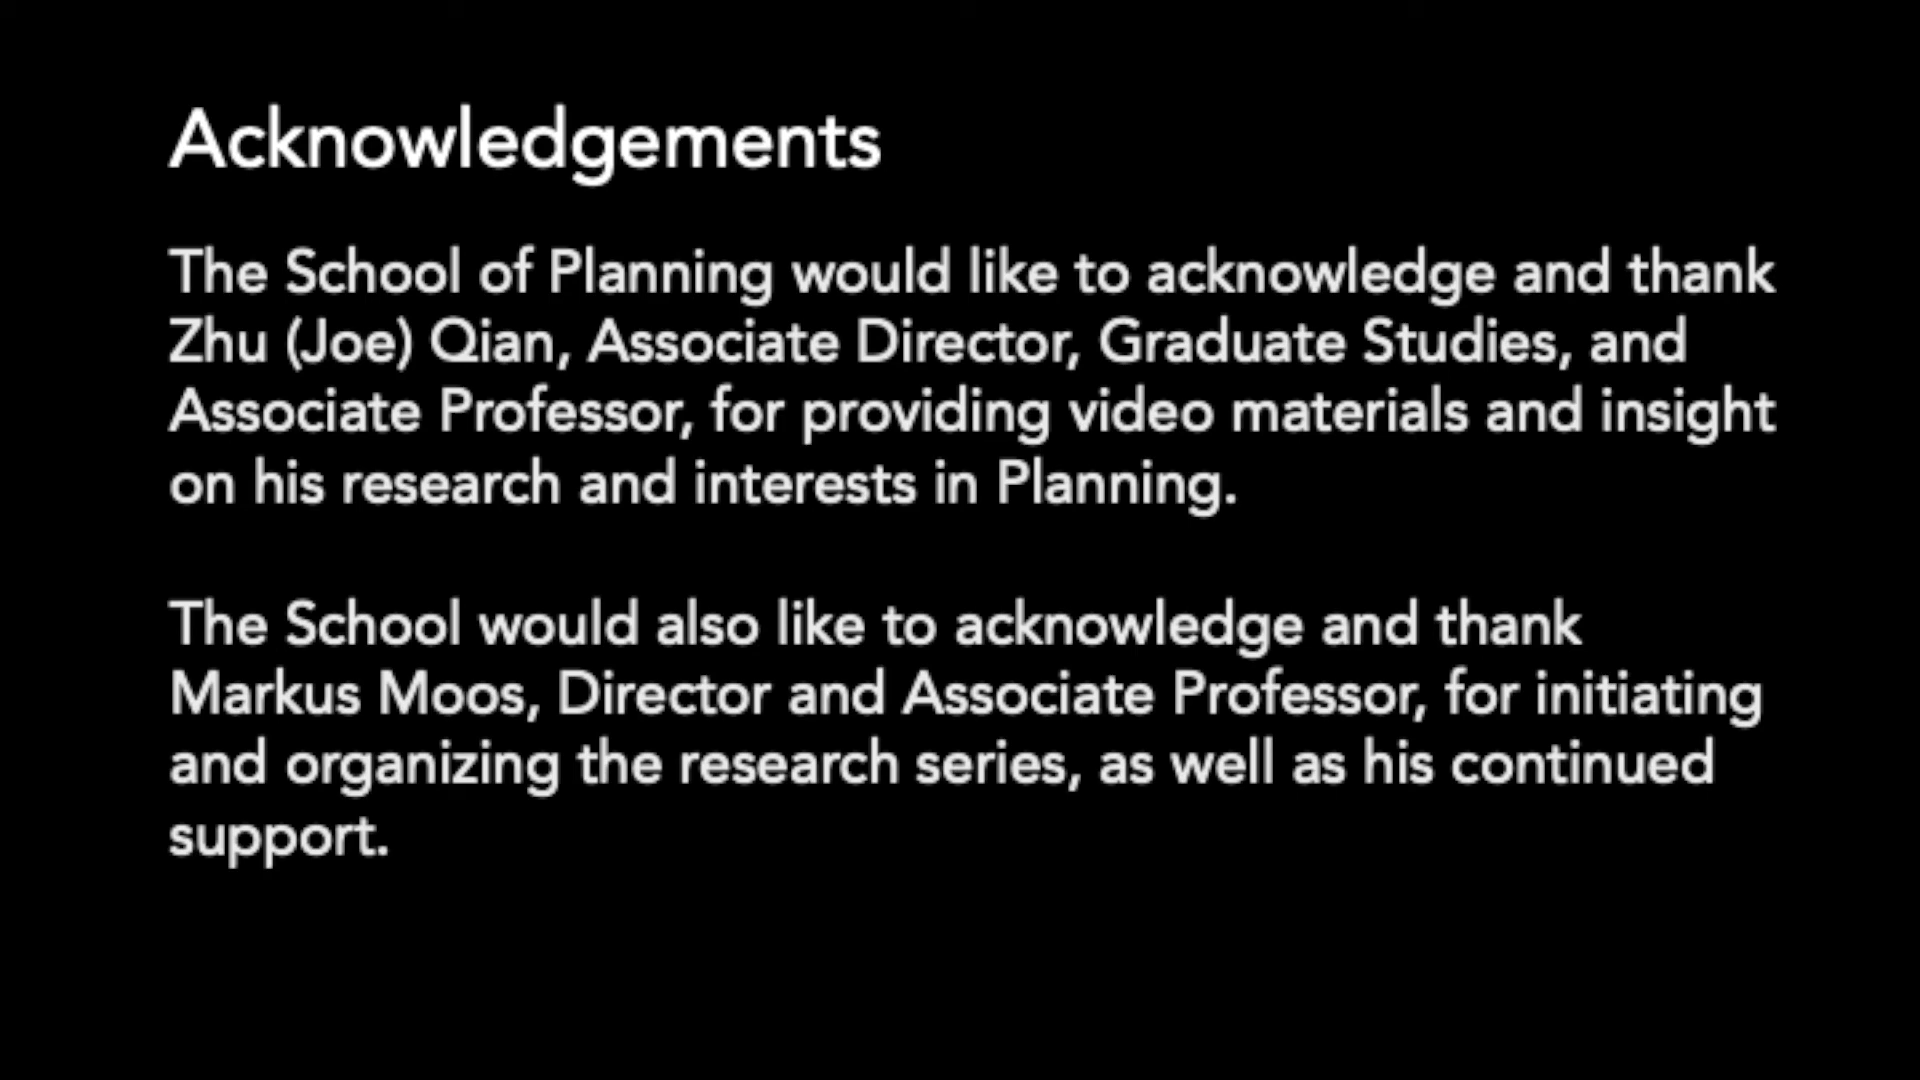 Acknowledgements
The School of Planning would like to acknowledge and thank
Zhu (Joe) Qian, Associate Director, Graduate Studies, and
Associate Professor, for providing video materials and insight
on his research and interests in Planning.
The School would also like to acknowledge and thank
Markus Moos, Director and Associate Professor, for initiating
and organizing the research series, as well as his continued
support.